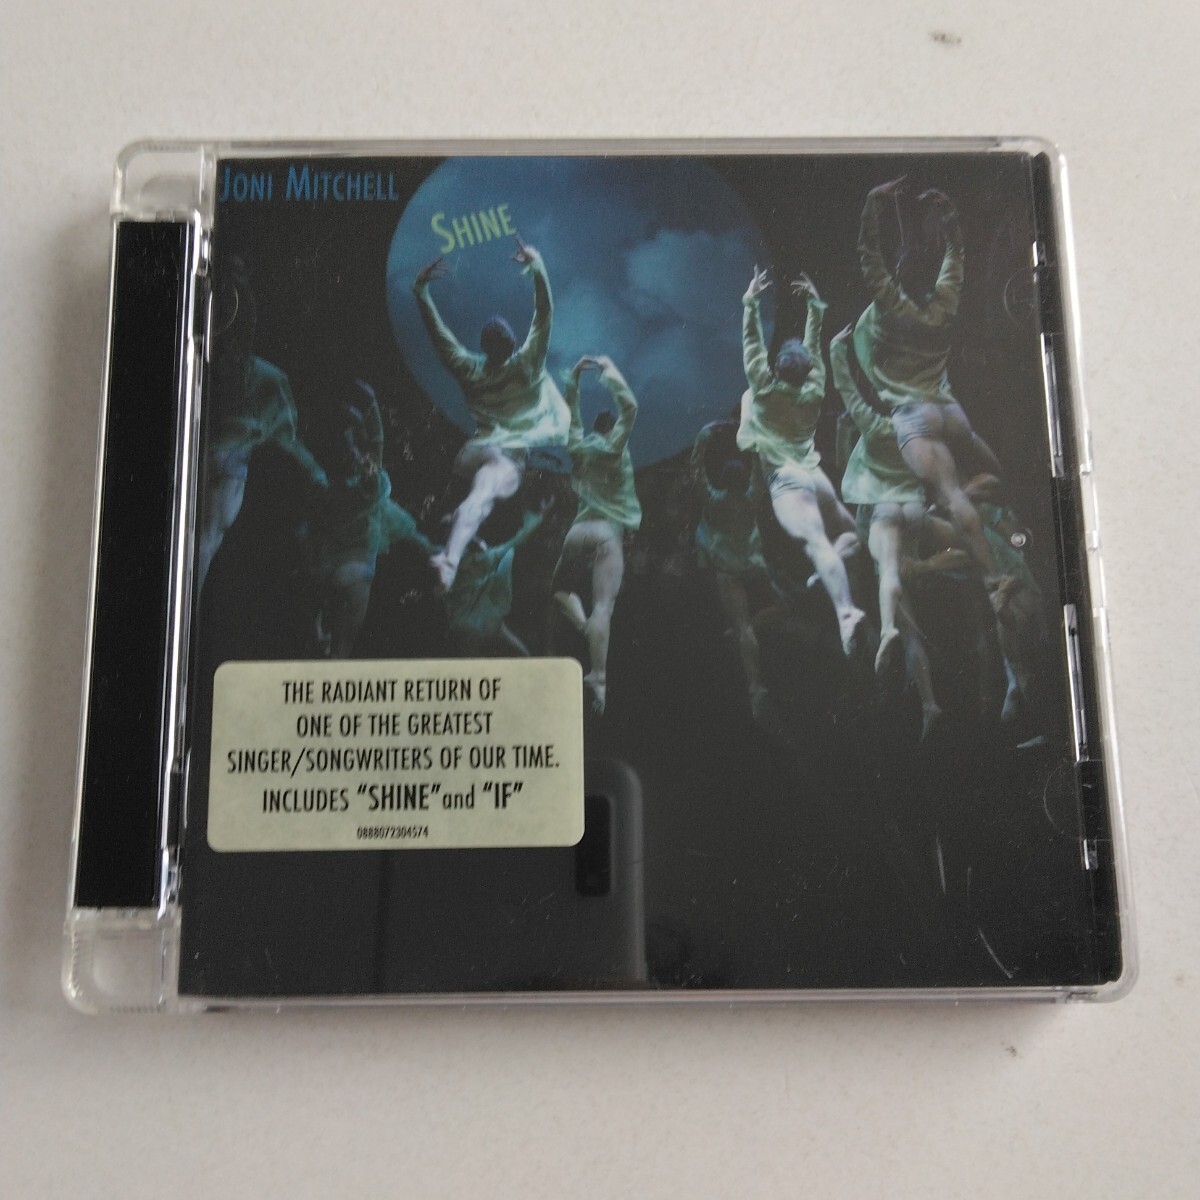 JONI MITCHELL
SHINE
THE RADIANT RETURN OF
ONE OF THE GREATEST
SINGER/SONGWRITERS OF OUR TIME.
INCLUDES "SHINE" and "IF"
0888072304574